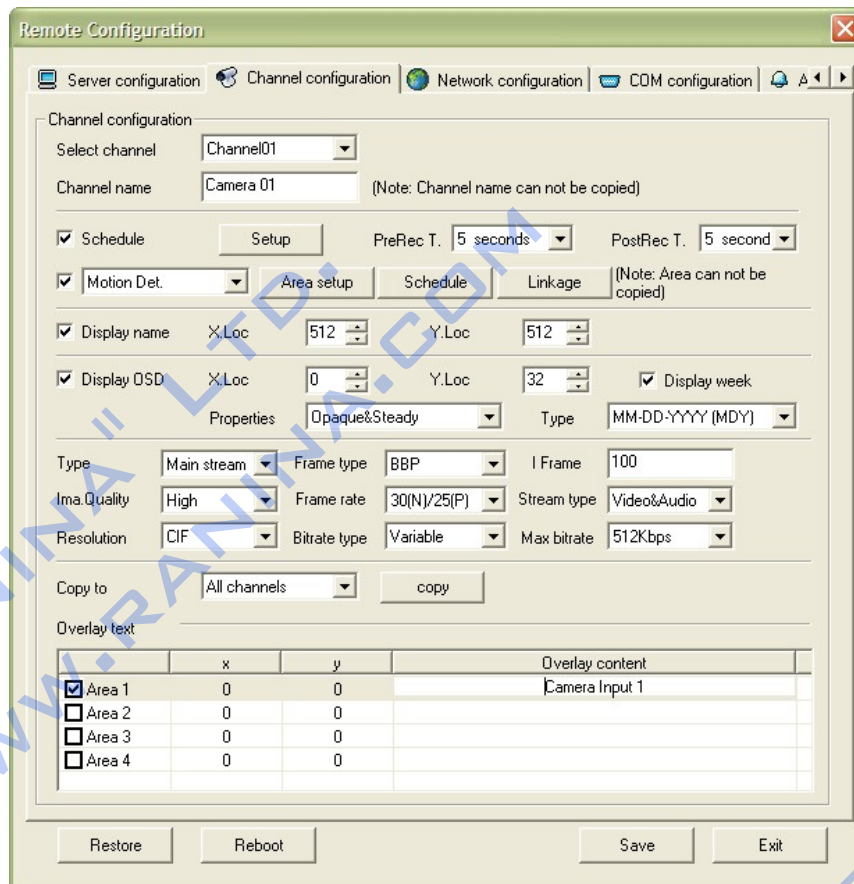 Remote Configuration
Server configuration Channel configuration Network configuration COM configuration A
Channel configuration
Select channel Channel01
Channel name Camera 01 (Note: Channel name can not be copied)
Schedule Setup PreRec T. 5 seconds PostRec T. 5 second
Motion Det. Area setup Schedule Linkage (Note: Area can not be
copied)
Display name X.Loc 512 Y.Loc 512
Display OSD X.Loc 0 Y.Loc 32 Display week
Properties Opaque&Steady Type MM-DD-YYYY (MDY)
Type Main stream Frame type BBP I Frame 100
Ima.Quality High Frame rate 30(N)/25(P) Stream type Video&Audio
Resolution CIF Bitrate type Variable Max bitrate 512Kbps
Copy to All channels copy
Overlay text
x y Overlay content
Area 1 0 0 Camera Input 1
Area 2 0 0
Area 3 0 0
Area 4 0 0
Restore Reboot Save Exit
NINA " LTD.
WWW.RANINA.COM